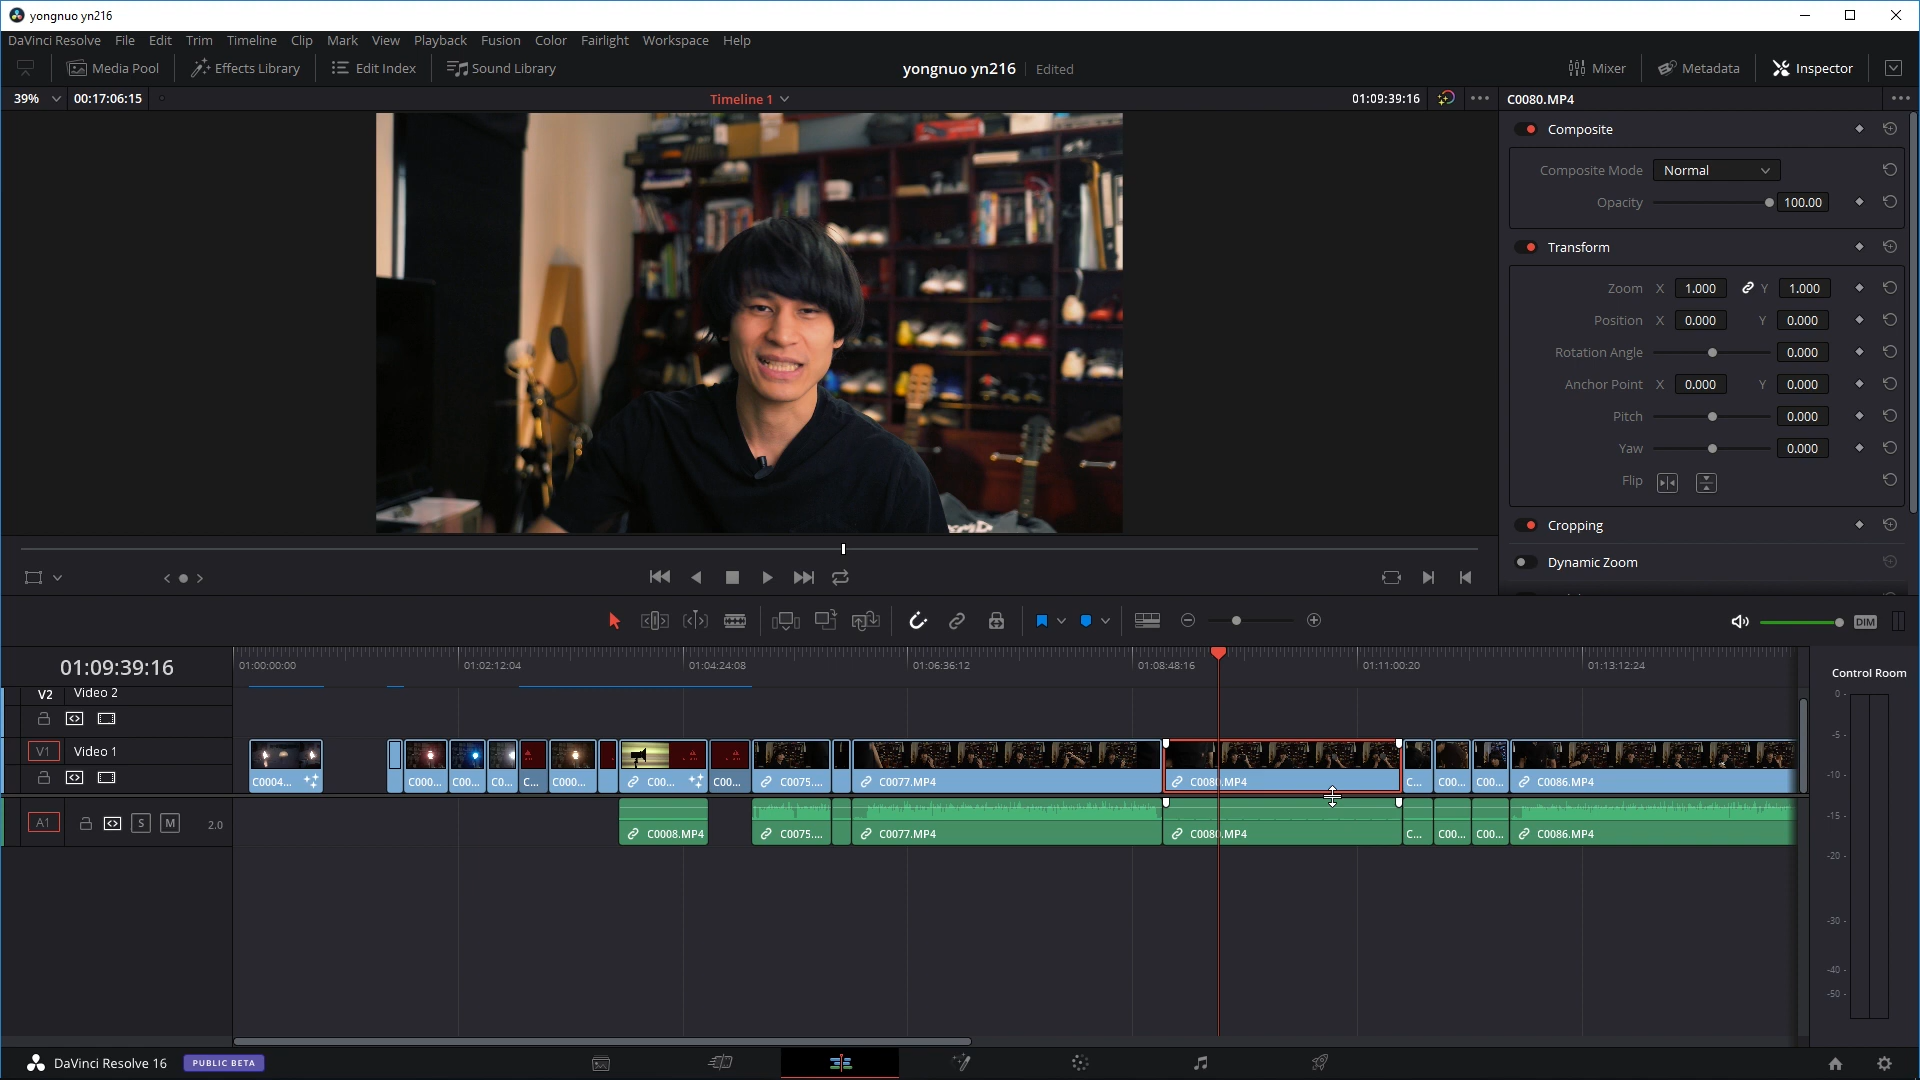 yongnuo yn216
DaVinci Resolve File Edit Trim Timeline Clip Mark View Playback Fusion Color Fairlight Workspace Help
Media Pool Effects Library Edit Index Sound Library yongnuo yn216 Edited Mixer Metadata Inspector
39% 00:17:06:15 Timeline 1 01:09:39:16 ••• C0080.MP4 •••
Composite
Composite Mode Normal
Opacity 100.00
Transform
Zoom X 1.000 Y 1.000
Position X 0.000 Y 0.000
Rotation Angle 0.000
Anchor Point X 0.000 Y 0.000
Pitch 0.000
Yaw 0.000
Flip
Cropping
Dynamic Zoom
DIM
01:09:39:16 01:00:00:00 01:02:12:04 01:04:24:08 01:06:36:12 01:08:48:16 01:11:00:20 01:13:12:24
Control Room
V2 Video 2
V1 Video 1
C0004... C000... C00... C0... C... C000... C00... C00... C0075.... C0077.MP4 C0080.MP4 C... C00... C00... C0086.MP4
A1 S M 2.0
C0008.MP4 C0075.... C0077.MP4 C0080.MP4 C... C00... C00... C0086.MP4
0
-5
-10
-15
-20
-30
-40
-50
DaVinci Resolve 16 PUBLIC BETA